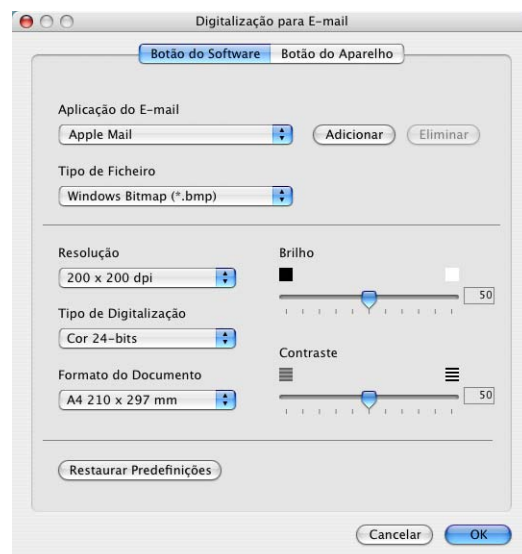 Digitalização para E-mail
Botão do Software Botão do Aparelho
Aplicação do E-mail
Apple Mail Adicionar Eliminar
Tipo de Ficheiro
Windows Bitmap (*.bmp)
Resolução Brilho
200 x 200 dpi
50
Tipo de Digitalização
Cor 24-bits
Contraste
Formato do Documento
A4 210 x 297 mm 50
Restaurar Predefinições
Cancelar OK